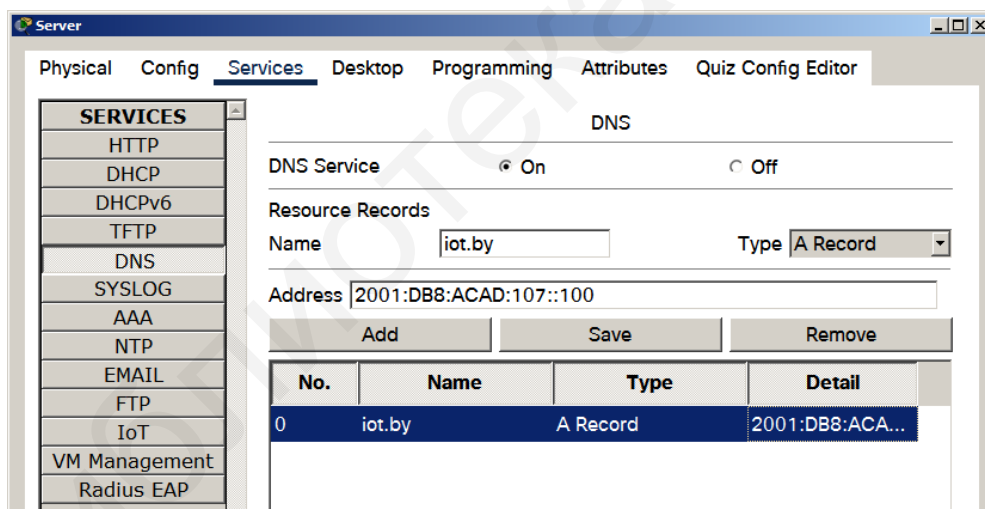 Server
Physical Config Services Desktop Programming Attributes Quiz Config Editor
SERVICES
HTTP
DHCP
DHCPv6
TFTP
DNS
SYSLOG
AAA
NTP
EMAIL
FTP
IoT
VM Management
Radius EAP
DNS
DNS Service On Off
Resource Records
Name iot.by Type A Record
Address 2001:DB8:ACAD:107::100
Add Save Remove
No. Name Type Detail
0 iot.by A Record 2001:DB8:ACA...